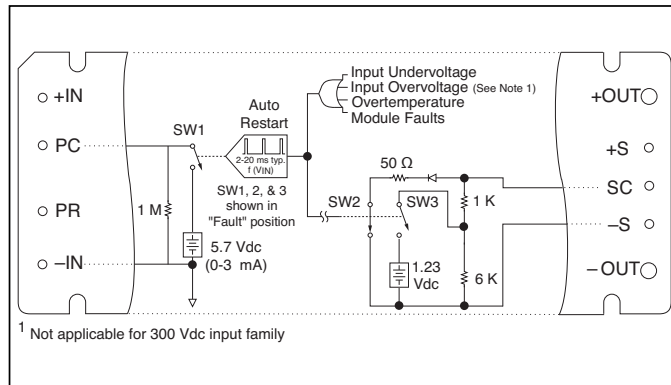 +IN
PC
PR
–IN
SW1
1 M
5.7 Vdc
(0-3 mA)
Auto
Restart
2-20 ms typ.
f (VIN)
SW1, 2, & 3
shown in
"Fault" position
Input Undervoltage
Input Overvoltage (See Note 1)
Overtemperature
Module Faults
50 Ω
SW2
SW3
1 K
1.23
Vdc
6 K
+OUT
+S
SC
–S
–OUT
1 Not applicable for 300 Vdc input family